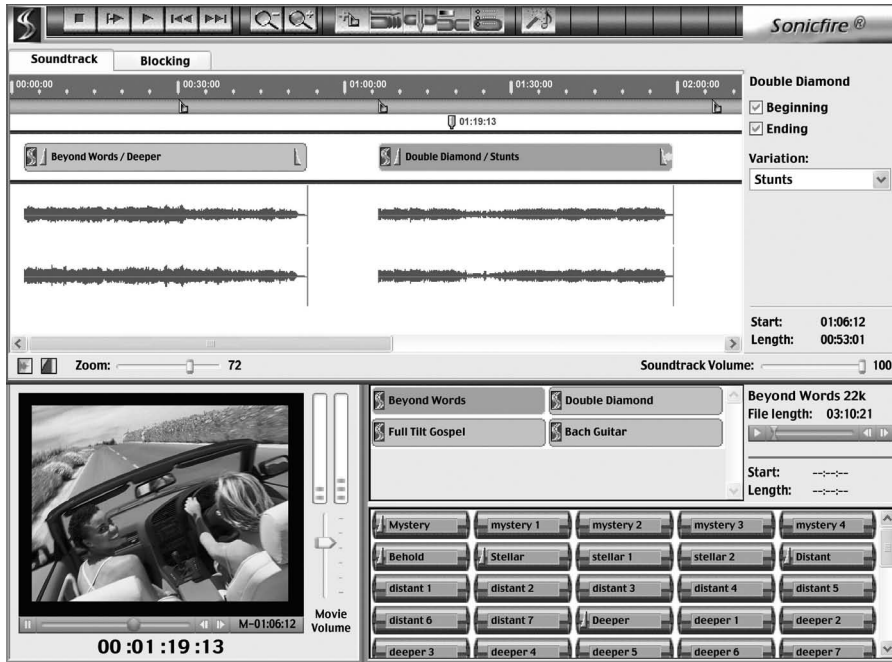 Sonicfire ®
Soundtrack Blocking
00:00:00 00:30:00 01:00:00 01:30:00 02:00:00
01:19:13
Beyond Words / Deeper
Double Diamond / Stunts
Double Diamond
Beginning
Ending
Variation:
Stunts
Start: 01:06:12
Length: 00:53:01
Zoom: 72
Soundtrack Volume: 100
M-01:06:12
Movie
Volume
00:01:19:13
Beyond Words Double Diamond
Full Tilt Gospel Bach Guitar
Beyond Words 22k
File length: 03:10:21
Start: --:--:--
Length: --:--:--
Mystery mystery 1 mystery 2 mystery 3 mystery 4
Behold Stellar stellar 1 stellar 2 Distant
distant 1 distant 2 distant 3 distant 4 distant 5
distant 6 distant 7 Deeper deeper 1 deeper 2
deeper 3 deeper 4 deeper 5 deeper 6 deeper 7